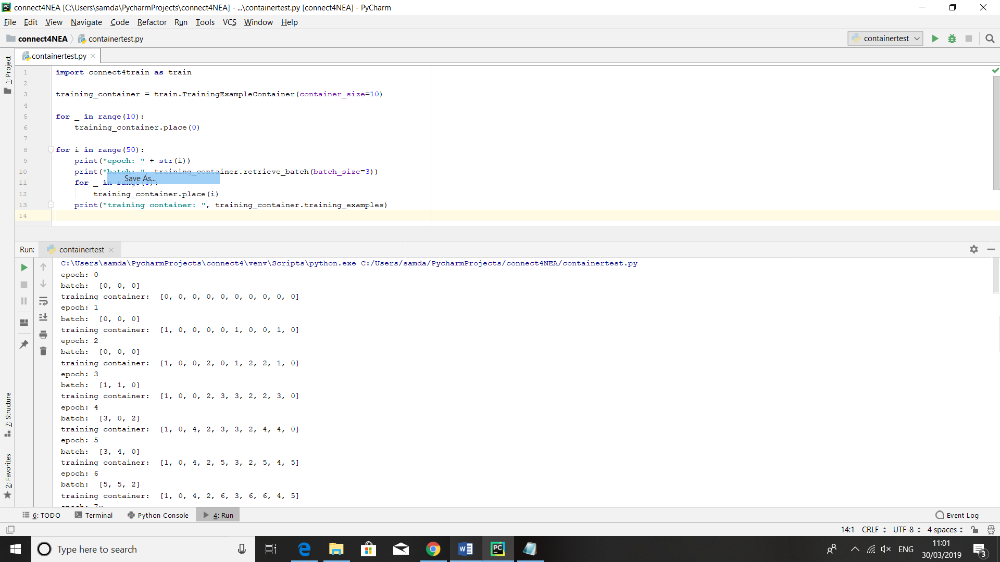 connect4NEA [C:\Users\samda\PycharmProjects\connect4NEA] - ...\containertest.py [connect4NEA] - PyCharm
File Edit View Navigate Code Refactor Run Tools VCS Window Help
connect4NEA containertest.py containertest
1: Project
containertest.py
1 import connect4train as train
2
3 training_container = train.TrainingExampleContainer(container_size=10)
4
5 for _ in range(10):
6 training_container.place(0)
7
8 for i in range(50):
9 print("epoch: " + str(i))
10 print("batch: ", training_container.retrieve_batch(batch_size=3))
Save As...
11 for _ in range( ):
12 training_container.place(i)
13 print("training container: ", training_container.training_examples)
14
Run: containertest
C:\Users\samda\PycharmProjects\connect4\venv\Scripts\python.exe C:/Users/samda/PycharmProjects/connect4NEA/containertest.py
epoch: 0
batch: [0, 0, 0]
training container: [0, 0, 0, 0, 0, 0, 0, 0, 0, 0]
epoch: 1
batch: [0, 0, 0]
training container: [1, 0, 0, 0, 0, 1, 0, 0, 1, 0]
epoch: 2
batch: [0, 0, 0]
training container: [1, 0, 0, 2, 0, 1, 2, 2, 1, 0]
epoch: 3
batch: [1, 1, 0]
training container: [1, 0, 0, 2, 3, 3, 2, 2, 3, 0]
epoch: 4
batch: [3, 0, 2]
training container: [1, 0, 4, 2, 3, 3, 2, 4, 4, 0]
epoch: 5
batch: [3, 4, 0]
training container: [1, 0, 4, 2, 5, 3, 2, 5, 4, 5]
epoch: 6
batch: [5, 5, 2]
training container: [1, 0, 4, 2, 6, 3, 6, 6, 4, 5]
7: Structure
2: Favorites
6: TODO Terminal Python Console 4: Run Event Log
14:1 CRLF UTF-8 4 spaces
Type here to search
ENG
11:01
30/03/2019
3